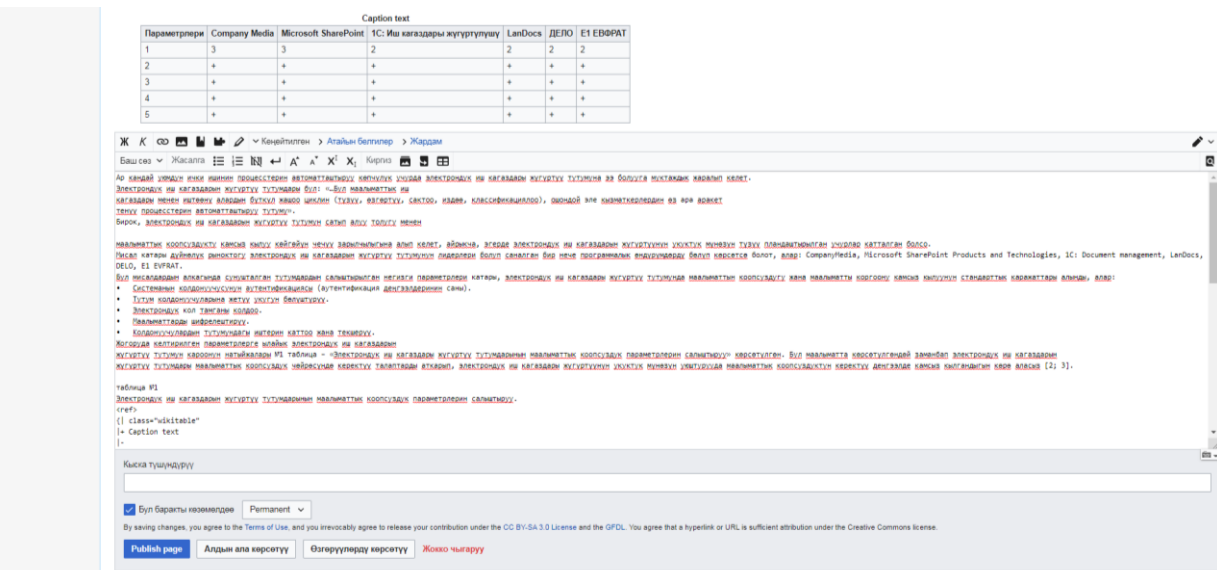 Caption text
Параметрлери Company Media Microsoft SharePoint 1С: Иш кагаздары жүгүртүлүшү LanDocs ДЕЛО Е1 ЕВФРАТ
1 3 3 2 2 2 2
2 + + + + + +
3 + + + + + +
4 + + + + + +
5 + + + + + +
Ж К Кеңейтилген Атайын белгилер Жардам
Баш сөз Жасалга Киргиз
Ар кандай уюмдун ички ишинин процесстерин автоматташтыруу көпчүлүк учурда электрондук иш кагаздары жүгүртүү тутумуна ээ болууга муктаждык жаралып келет.
Электрондук иш кагаздарын жүгүртүү тутумдары бул: «…Бул маалыматтык иш
кагаздары менен иштөөнү алардын бүткүл жашоо циклин (түзүү, өзгөртүү, сактоо, издөө, классификациялоо), ошондой эле кызматкерлердин өз ара аракет
тенүү процесстерин автоматташтыруу тутуму».
Бирок, электрондук иш кагаздарын жүгүртүү тутумун сатып алуу толугу менен
маалыматтык коопсуздукту камсыз кылуу көйгөйүн чечүү зарылчылыгына алып келет, айрыкча, эгерде электрондук иш кагаздарын жүгүртүүнүн укуктук мүнөзүн түзүү пландаштырылган учурлар катталган болсо.
Мисал катары дүйнөлүк рыноктогу электрондук иш кагаздарын жүгүртүү тутумунун лидерлери болуп саналган бир нече программалык өндүрүмдөрдү бөлүп көрсөтсө болот, алар: CompanyMedia, Microsoft SharePoint Products and Technologies, 1C: Document management, LanDocs,
DELO, E1 EVFRAT.
Бул мисалдардын алкагында сунушталган тутумдардын салыштырылган негизги параметрлери катары, электрондук иш кагаздары жүгүртүү тутумунда маалыматтын коопсуздугу жана маалыматты коргоону камсыз кылуунун стандарттык каражаттары алынды, алар:
• Системанын колдонуучусунун аутентификациясы (аутентификация деңгээлдеринин саны).
• Тутум колдонуучуларына жетүү укугун бөлүштүрүү.
• Электрондук кол тамганы колдоо.
• Маалыматтарды шифрелештирүү.
• Колдонуучулардын тутумундагы иштерин каттоо жана текшерүү.
Жогоруда келтирилген параметрлерге ылайык электрондук иш кагаздарын
жүгүртүү тутумун кароонун натыйжалары №1 таблица – «Электрондук иш кагаздары жүгүртүү тутумдарынын маалыматтык коопсуздук параметрлерин салыштыруу» көрсөтүлгөн. Бул маалыматта көрсөтүлгөндөй заманбап электрондук иш кагаздарын
жүгүртүү тутумдары маалыматтык коопсуздук чөйрөсүндө керектүү талаптарды аткарып, электрондук иш кагаздары жүгүртүүнүн укуктук мүнөзүн уюштурууда маалыматтык коопсуздуктун керектүү деңгээлде камсыз кылгандыгын көрө аласыз [2; 3].
таблица №1
Электрондук иш кагаздары жүгүртүү тутумдарынын маалыматтык коопсуздук параметрлерин салыштыруу.
<ref>
{| class="wikitable"
|+ Caption text
|-
Кыска түшүндүрүү
Бул баракты көзөмөлдөө Permanent
By saving changes, you agree to the Terms of Use, and you irrevocably agree to release your contribution under the CC BY-SA 3.0 License and the GFDL. You agree that a hyperlink or URL is sufficient attribution under the Creative Commons license.
Publish page Алдын ала көрсөтүү Өзгөрүүлөрдү көрсөтүү Жокко чыгаруу